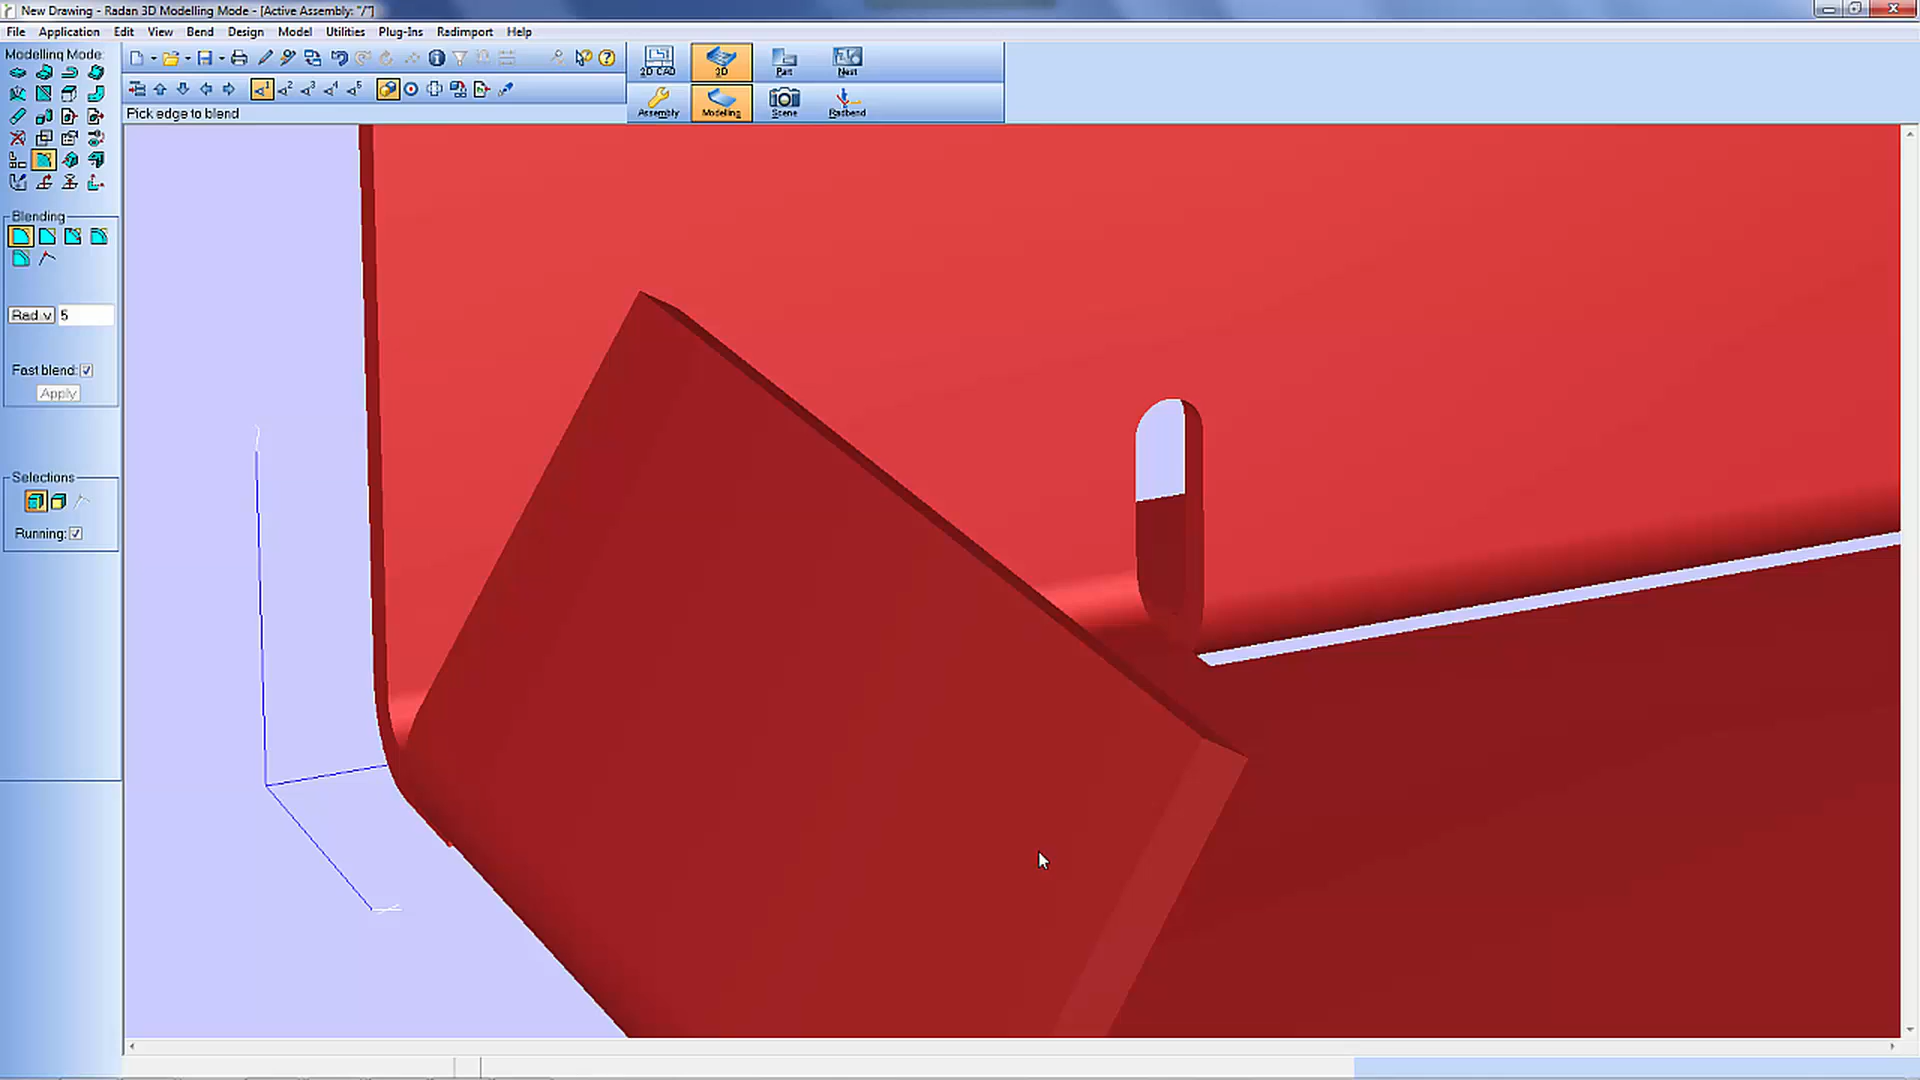 New Drawing - Radan 3D Modelling Mode - [Active Assembly: "/"]
File Application Edit View Bend Design Model Utilities Plug-Ins Radimport Help
Modelling Mode:
2D CAD 3D Part Nest
Pick edge to blend
Assembly Modelling Scene Radbend
Blending
Rad v 5
Fast blend:
Apply
Selections
Running: